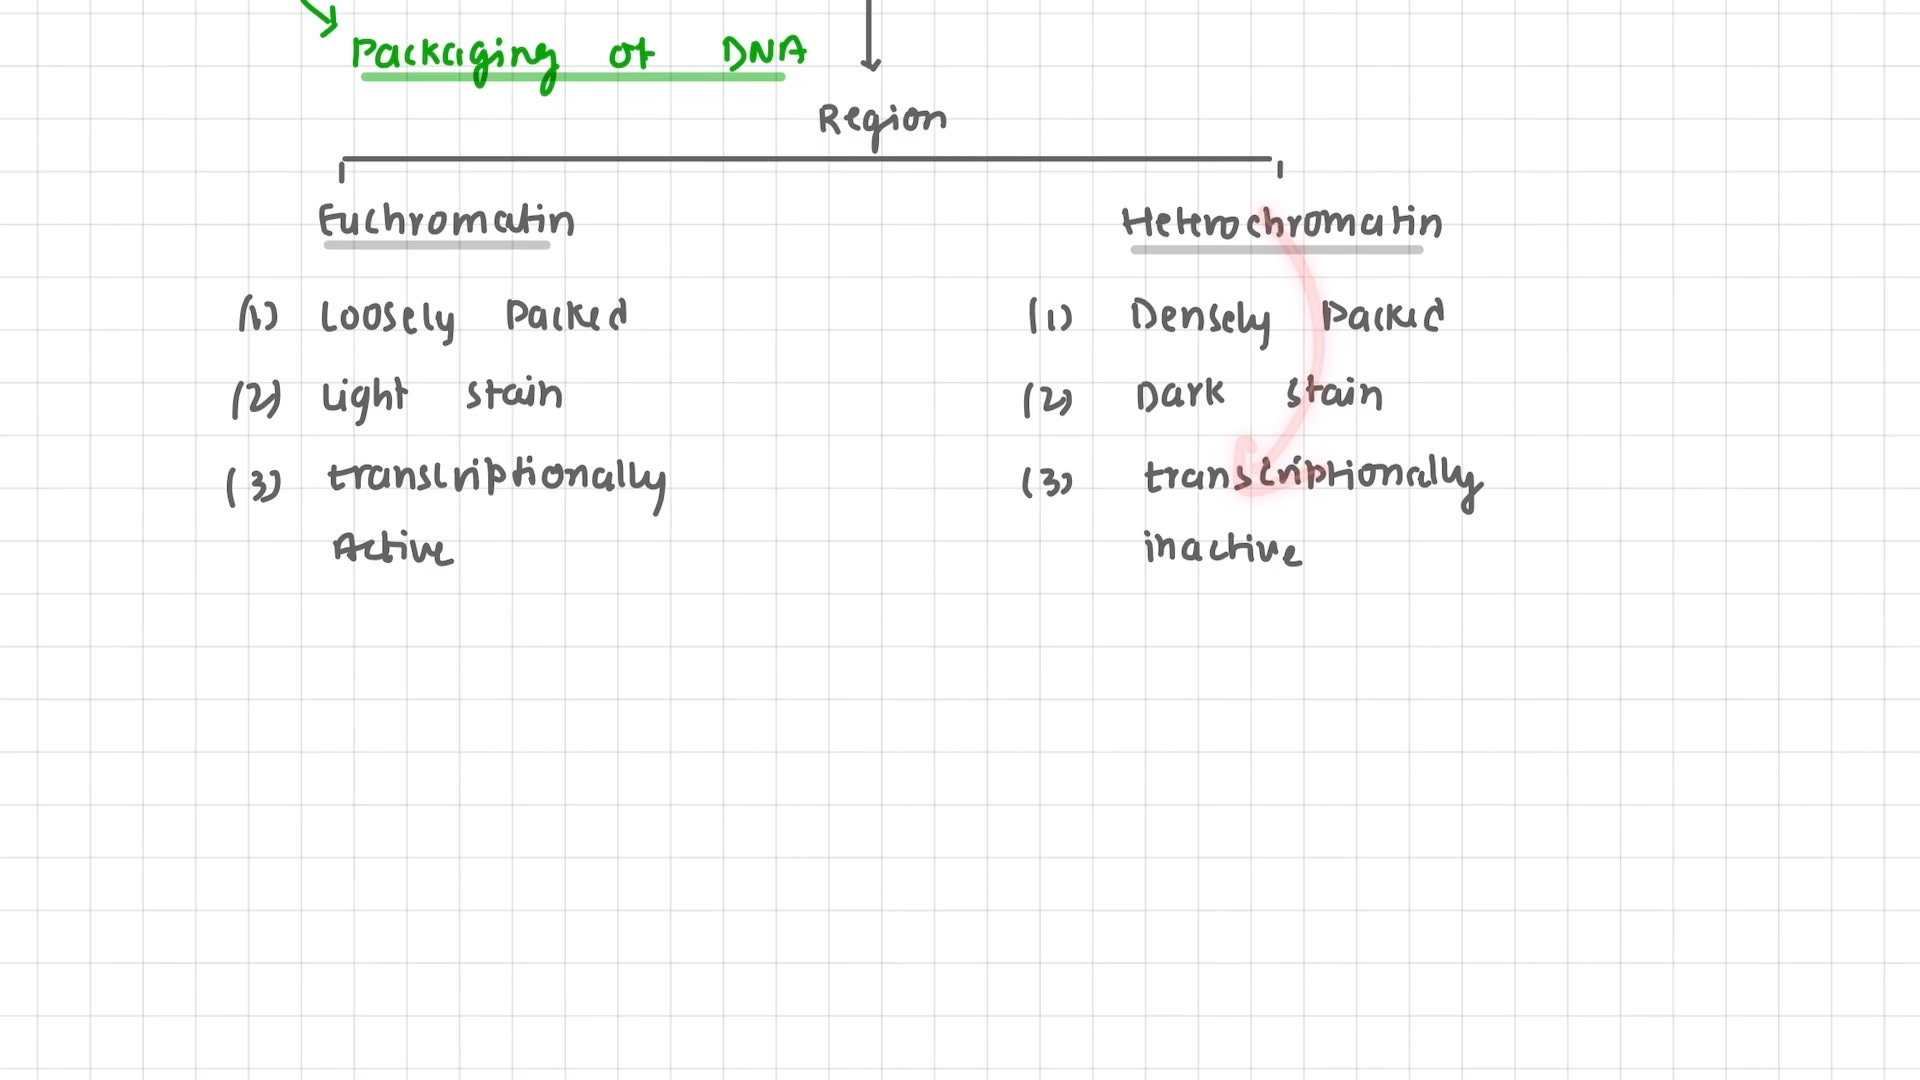 Packaging of DNA
Region
Euchromatin
(1) Loosely Packed
(2) Light stain
(3) transcriptionally
Active
Heterochromatin
(1) Densely Packed
(2) Dark stain
(3) transcriptionally
inactive